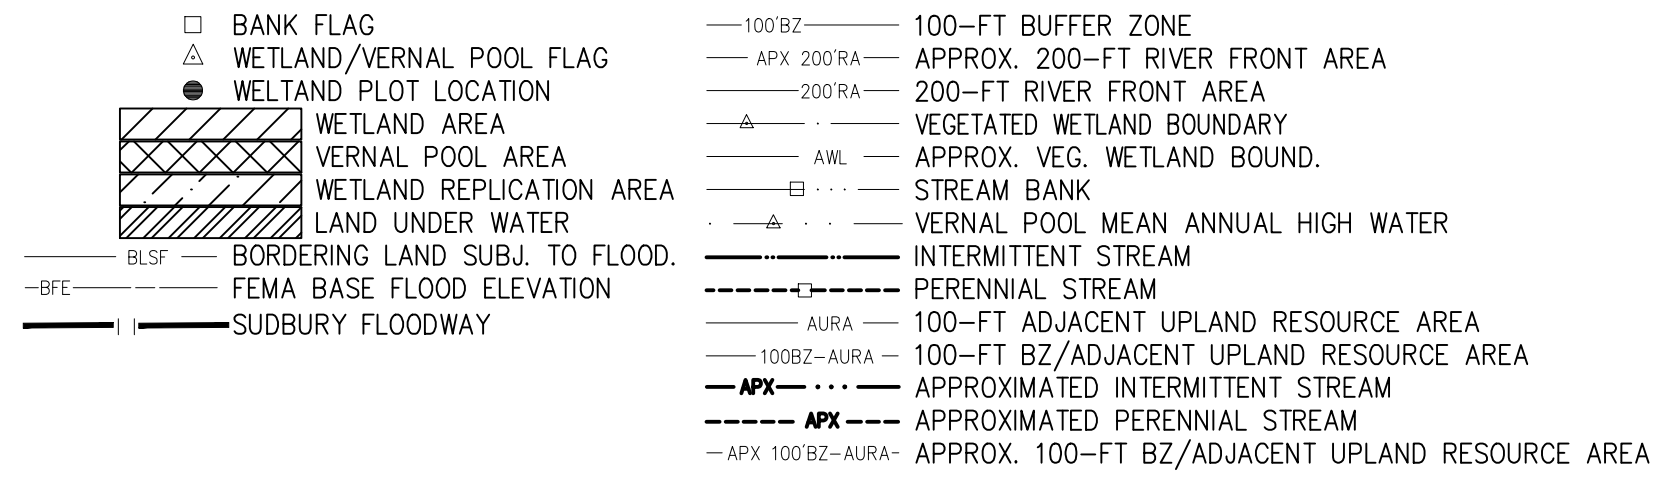 BANK FLAG
WETLAND/VERNAL POOL FLAG
WELTAND PLOT LOCATION
WETLAND AREA
VERNAL POOL AREA
WETLAND REPLICATION AREA
LAND UNDER WATER
BLSF BORDERING LAND SUBJ. TO FLOOD.
BFE FEMA BASE FLOOD ELEVATION
SUDBURY FLOODWAY
100'BZ 100-FT BUFFER ZONE
APX 200'RA APPROX. 200-FT RIVER FRONT AREA
200'RA 200-FT RIVER FRONT AREA
VEGETATED WETLAND BOUNDARY
AWL APPROX. VEG. WETLAND BOUND.
STREAM BANK
VERNAL POOL MEAN ANNUAL HIGH WATER
INTERMITTENT STREAM
PERENNIAL STREAM
AURA 100-FT ADJACENT UPLAND RESOURCE AREA
100BZ-AURA 100-FT BZ/ADJACENT UPLAND RESOURCE AREA
APX APPROXIMATED INTERMITTENT STREAM
APX APPROXIMATED PERENNIAL STREAM
APX 100'BZ-AURA APPROX. 100-FT BZ/ADJACENT UPLAND RESOURCE AREA